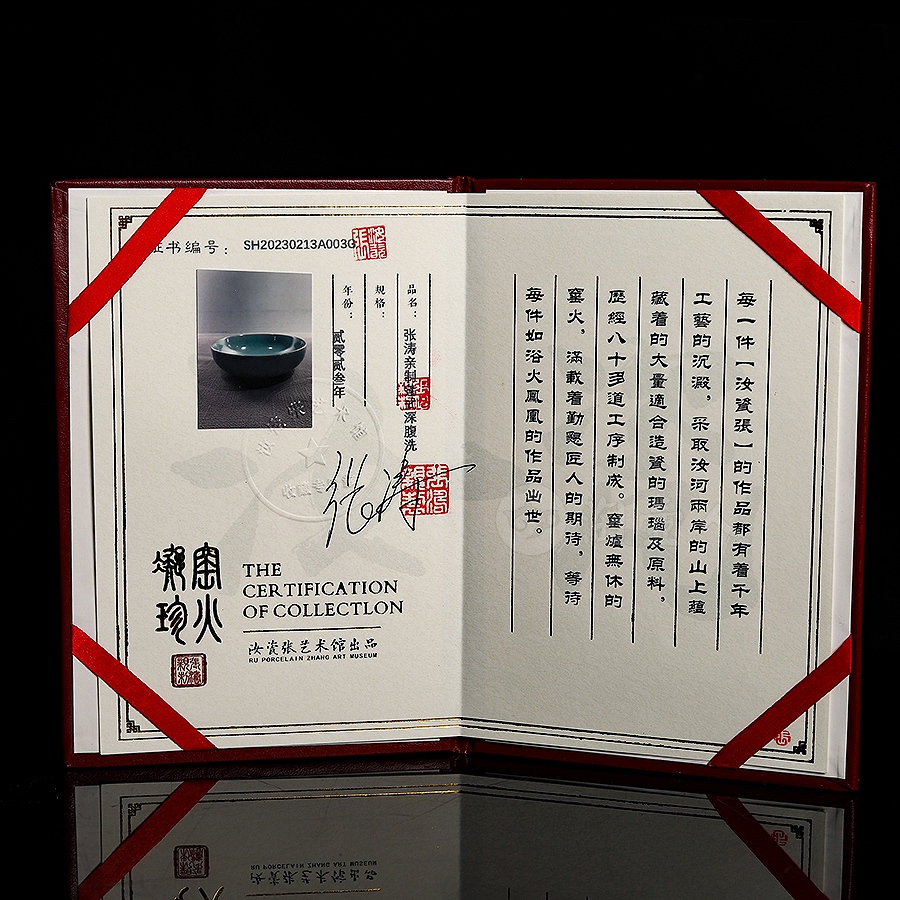 证书编号：SH20230213A003G
品名：张涛亲制
深腹洗
规格：
年份：贰零贰叁年
窑火
凝珍
THE
CERTIFICATION
OF COLLECTLON
汝瓷张艺术馆出品
RU PORCELAIN ZHANG ART MUSEUM
每一件（汝瓷張）的作品都有着千年
工藝的沉澱，采取汝河兩岸的山上蘊
藏着的大量適合造瓷的瑪瑙及原料，
歷經八十多道工序制成。窯爐無休的
窯火，滿載着勤懇匠人的期待，等待
每件如浴火鳳凰的作品出世。